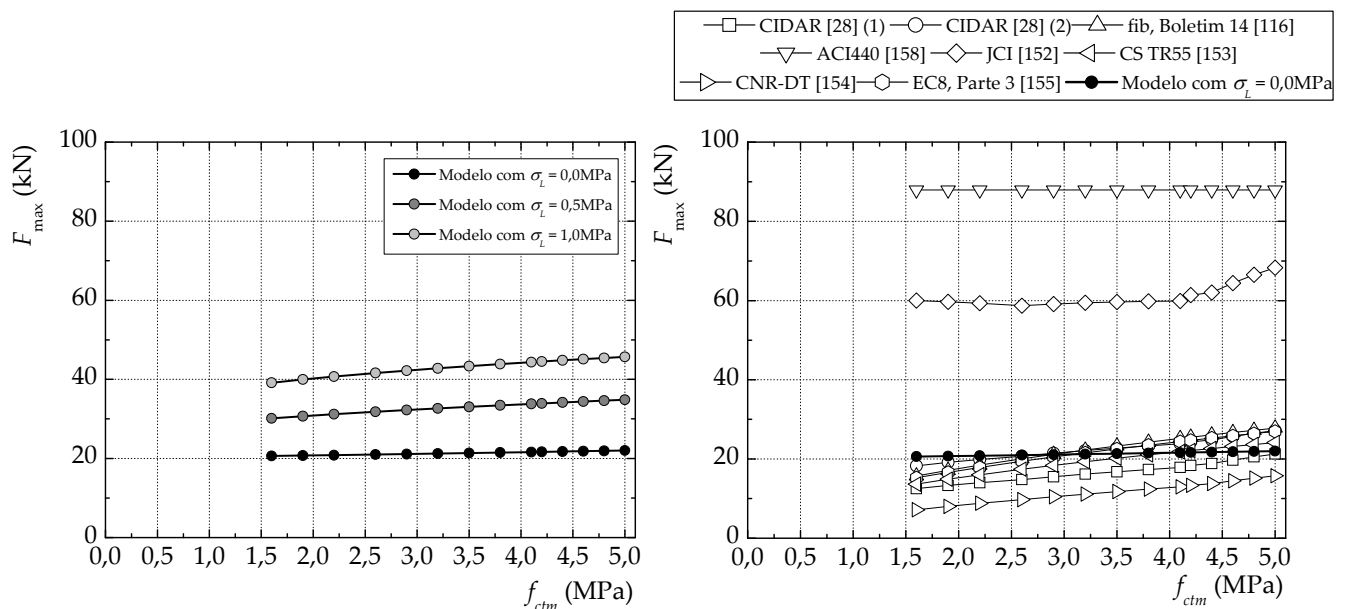 CIDAR [28] (1) CIDAR [28] (2) fib, Boletim 14 [116]
ACI440 [158] JCI [152] CS TR55 [153]
CNR-DT [154] EC8, Parte 3 [155] Modelo com σL = 0,0MPa
100
80
60
40
20
0
Fmax (kN)
Modelo com σL = 0,0MPa
Modelo com σL = 0,5MPa
Modelo com σL = 1,0MPa
0,0 0,5 1,0 1,5 2,0 2,5 3,0 3,5 4,0 4,5 5,0
fctm (MPa)
100
80
60
40
20
0
Fmax (kN)
0,0 0,5 1,0 1,5 2,0 2,5 3,0 3,5 4,0 4,5 5,0
fctm (MPa)